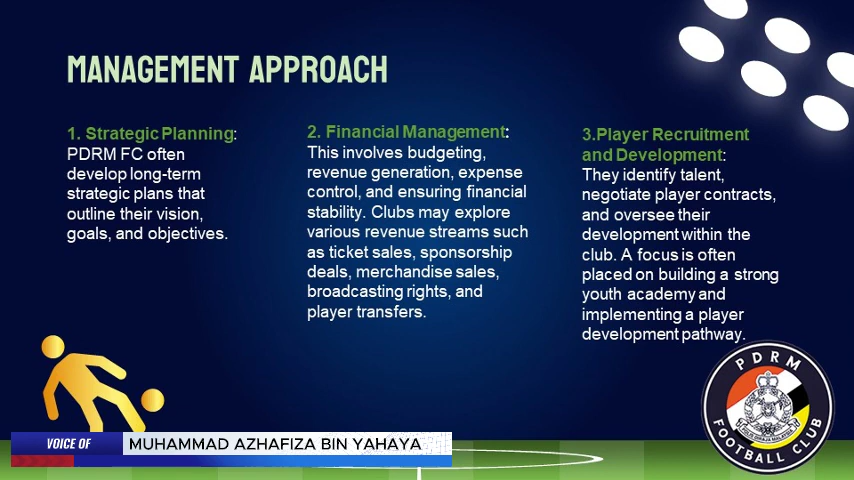 MANAGEMENT APPROACH
1. Strategic Planning:
PDRM FC often
develop long-term
strategic plans that
outline their vision,
goals, and objectives.
2. Financial Management:
This involves budgeting,
revenue generation, expense
control, and ensuring financial
stability. Clubs may explore
various revenue streams such
as ticket sales, sponsorship
deals, merchandise sales,
broadcasting rights, and
player transfers.
3.Player Recruitment
and Development:
They identify talent,
negotiate player contracts,
and oversee their
development within the
club. A focus is often
placed on building a strong
youth academy and
implementing a player
development pathway.
PDRM
FOOTBALL CLUB
VOICE OF
MUHAMMAD AZHAFIZA BIN YAHAYA